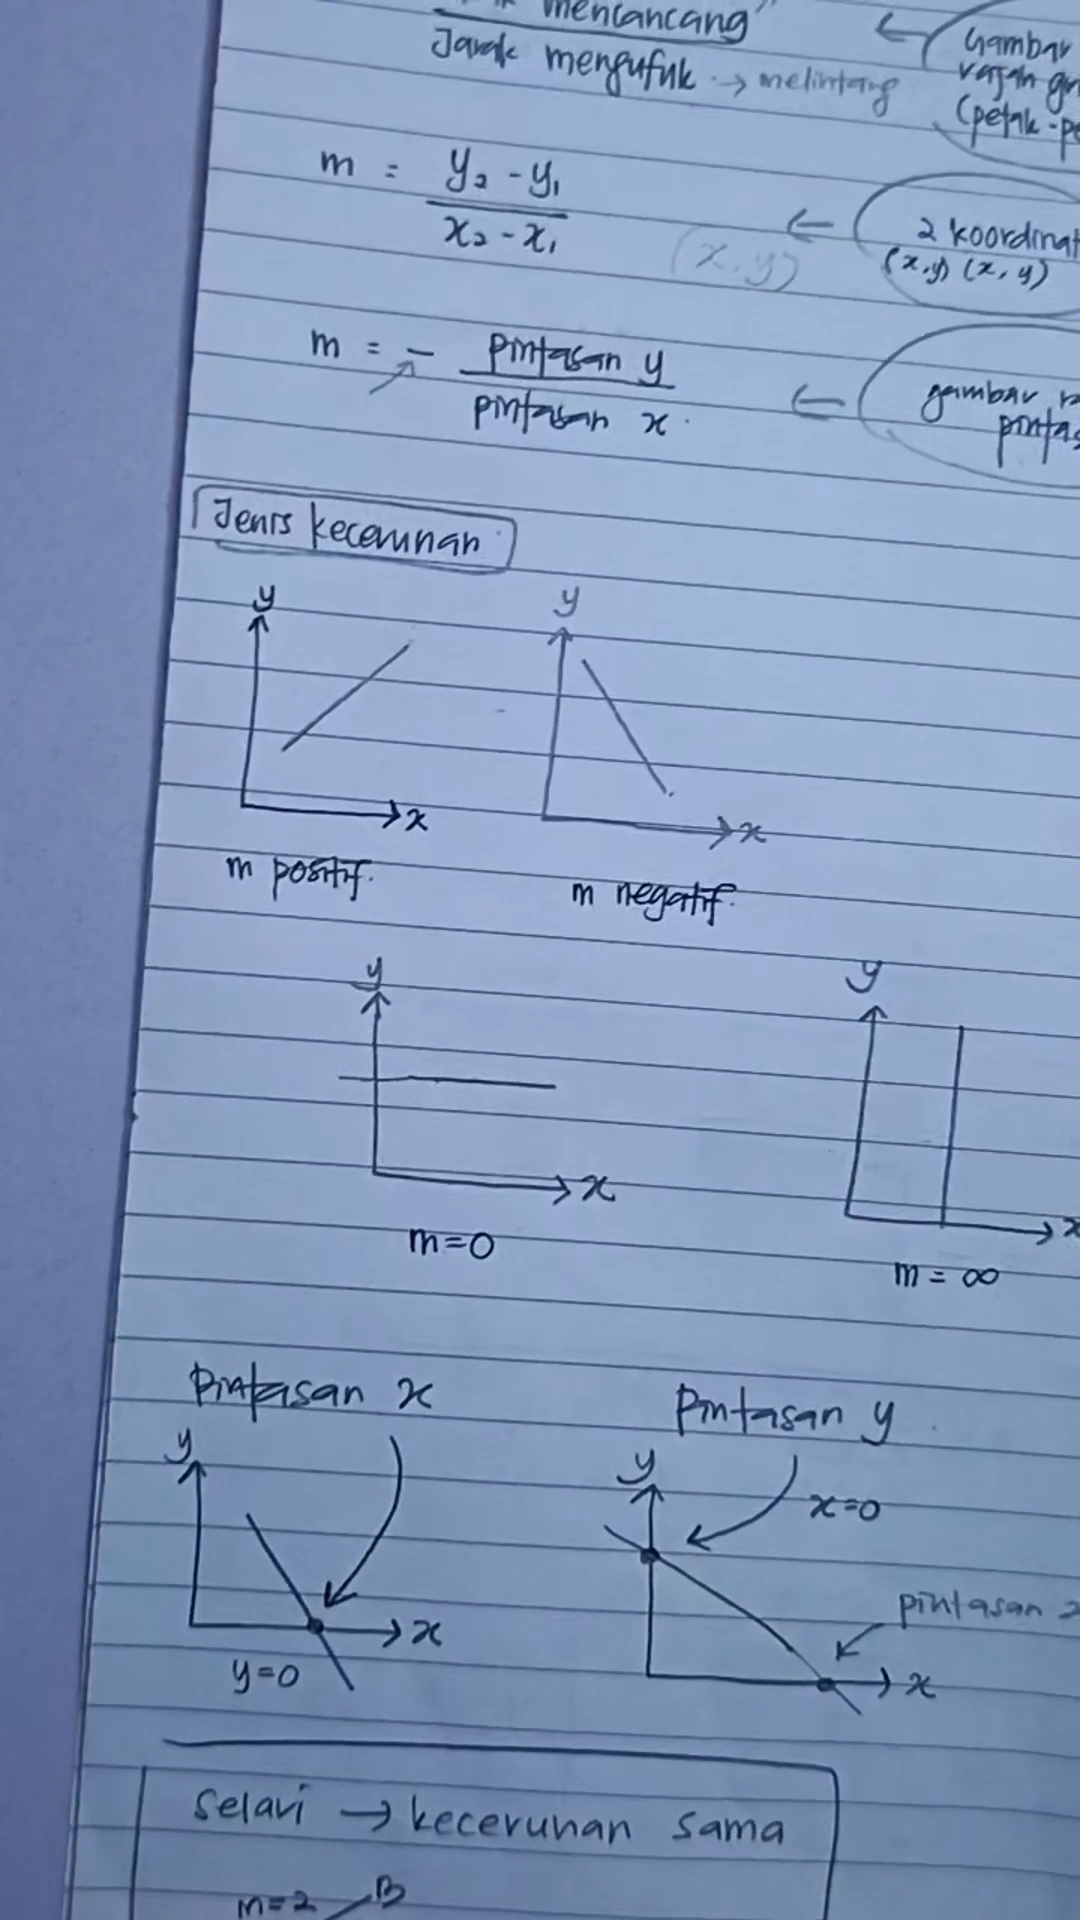 mencancang"
Jarak mengufuk → melintang
Gambar
rajah
(petak-
m = y₂ - y₁
x₂ - x₁
(x, y)
←
2 koordinat
(x,y) (x, y)
m = - pintasan y
pintasan x.
←
gambar
Jenis kecerunan
y
x
m positif.
y
x
m negatif.
y
x
m=0
y
x
m = ∞
Pintasan x
y
x
y=0
Pintasan y
y
x=0
pintasan
x
Selari → kecerunan sama
m=2 B